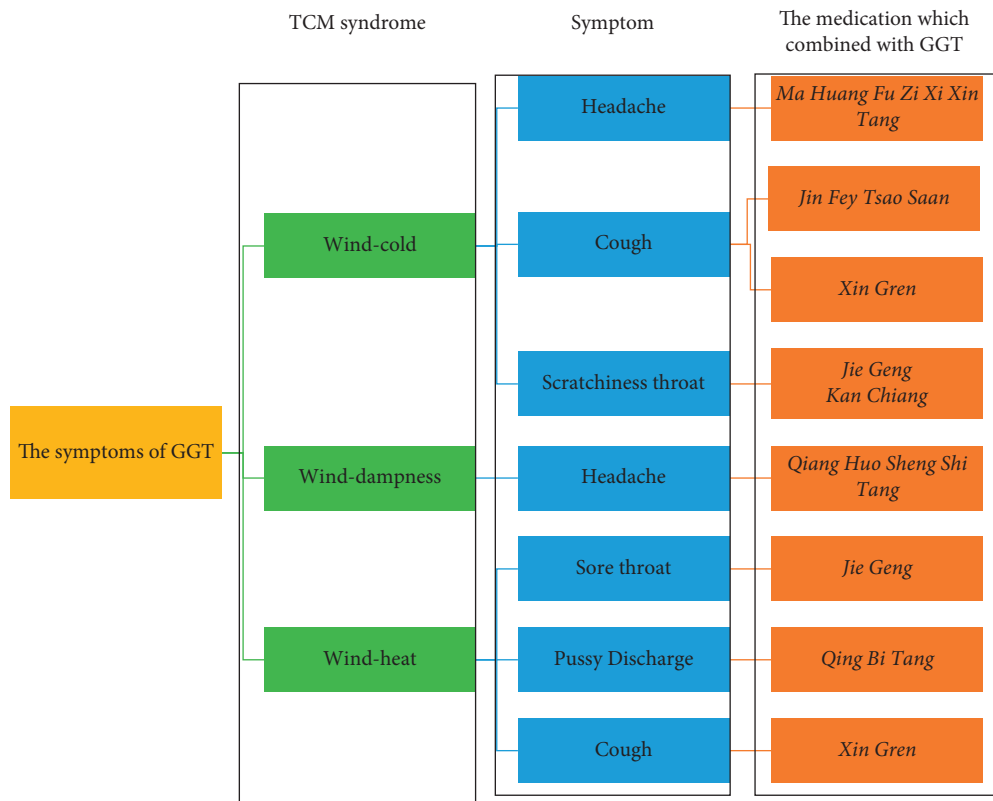 TCM syndrome
Symptom
The medication which
combined with GGT
The symptoms of GGT
Wind-cold
Headache
Ma Huang Fu Zi Xi Xin
Tang
Cough
Jin Fey Tsao Saan
Xin Gren
Scratchiness throat
Jie Geng
Kan Chiang
Wind-dampness
Headache
Qiang Huo Sheng Shi
Tang
Wind-heat
Sore throat
Jie Geng
Pussy Discharge
Qing Bi Tang
Cough
Xin Gren